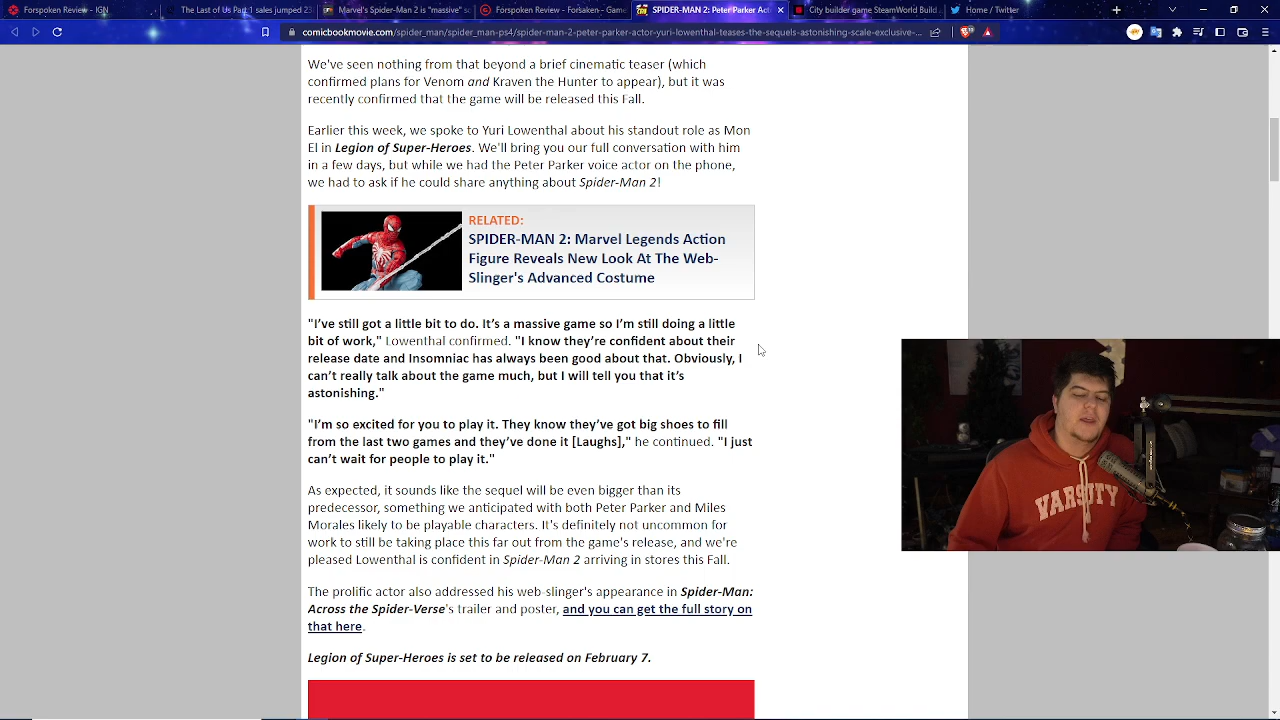 Forspoken Review - IGN
The Last of Us Part 1 sales jumped 23
Marvel's Spider-Man 2 is "massive" s
Forspoken Review - Forsaken - Game
SPIDER-MAN 2: Peter Parker Act
City builder game SteamWorld Build
Home / Twitter
comicbookmovie.com/spider_man/spider_man-ps4/spider-man-2-peter-parker-actor-yuri-lowenthal-teases-the-sequels-astonishing-scale-exclusive-...
We've seen nothing from that beyond a brief cinematic teaser (which
confirmed plans for Venom and Kraven the Hunter to appear), but it was
recently confirmed that the game will be released this Fall.
Earlier this week, we spoke to Yuri Lowenthal about his standout role as Mon
El in Legion of Super-Heroes. We'll bring you our full conversation with him
in a few days, but while we had the Peter Parker voice actor on the phone,
we had to ask if he could share anything about Spider-Man 2!
RELATED:
SPIDER-MAN 2: Marvel Legends Action
Figure Reveals New Look At The Web-
Slinger's Advanced Costume
"I've still got a little bit to do. It's a massive game so I'm still doing a little
bit of work," Lowenthal confirmed. "I know they're confident about their
release date and Insomniac has always been good about that. Obviously, I
can't really talk about the game much, but I will tell you that it's
astonishing."
"I'm so excited for you to play it. They know they've got big shoes to fill
from the last two games and they've done it [Laughs]," he continued. "I just
can't wait for people to play it."
As expected, it sounds like the sequel will be even bigger than its
predecessor, something we anticipated with both Peter Parker and Miles
Morales likely to be playable characters. It's definitely not uncommon for
work to still be taking place this far out from the game's release, and we're
pleased Lowenthal is confident in Spider-Man 2 arriving in stores this Fall.
The prolific actor also addressed his web-slinger's appearance in Spider-Man:
Across the Spider-Verse's trailer and poster, and you can get the full story on
that here.
Legion of Super-Heroes is set to be released on February 7.
VARSITY